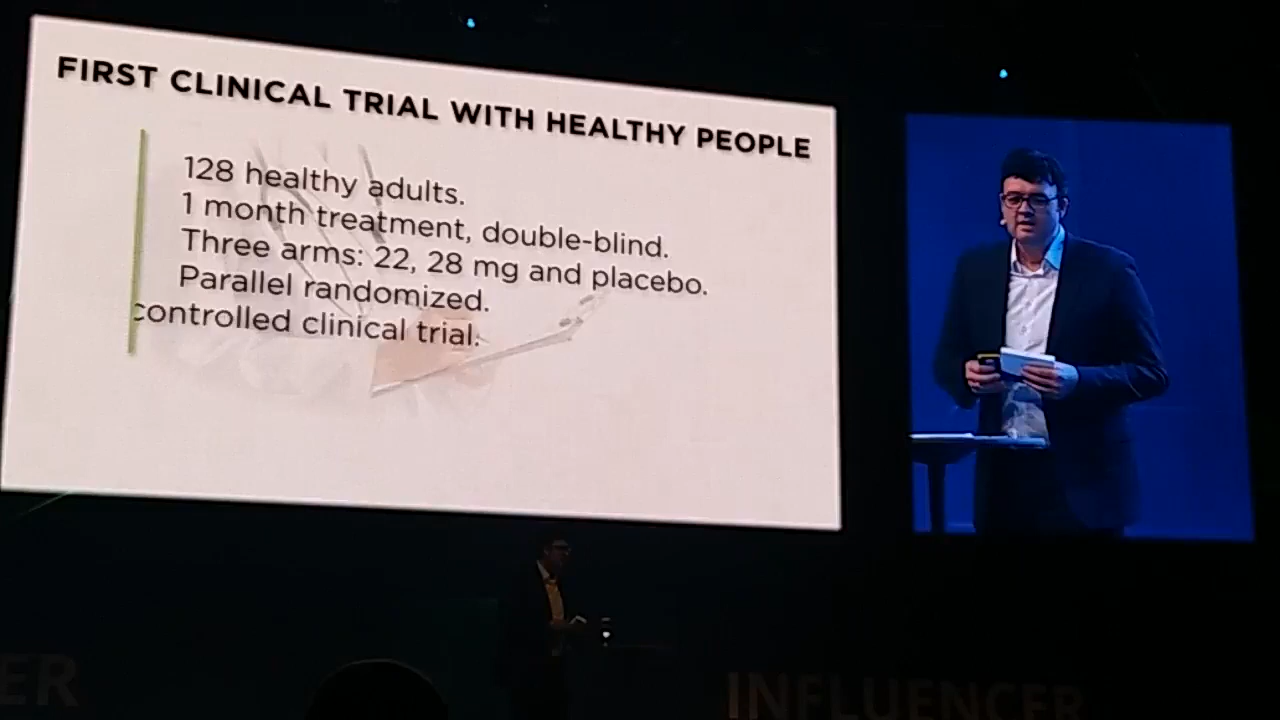 FIRST CLINICAL TRIAL WITH HEALTHY PEOPLE
128 healthy adults.
1 month treatment, double-blind.
Three arms: 22, 28 mg and placebo.
Parallel randomized.
controlled clinical trial.
ER
INFLUENCER